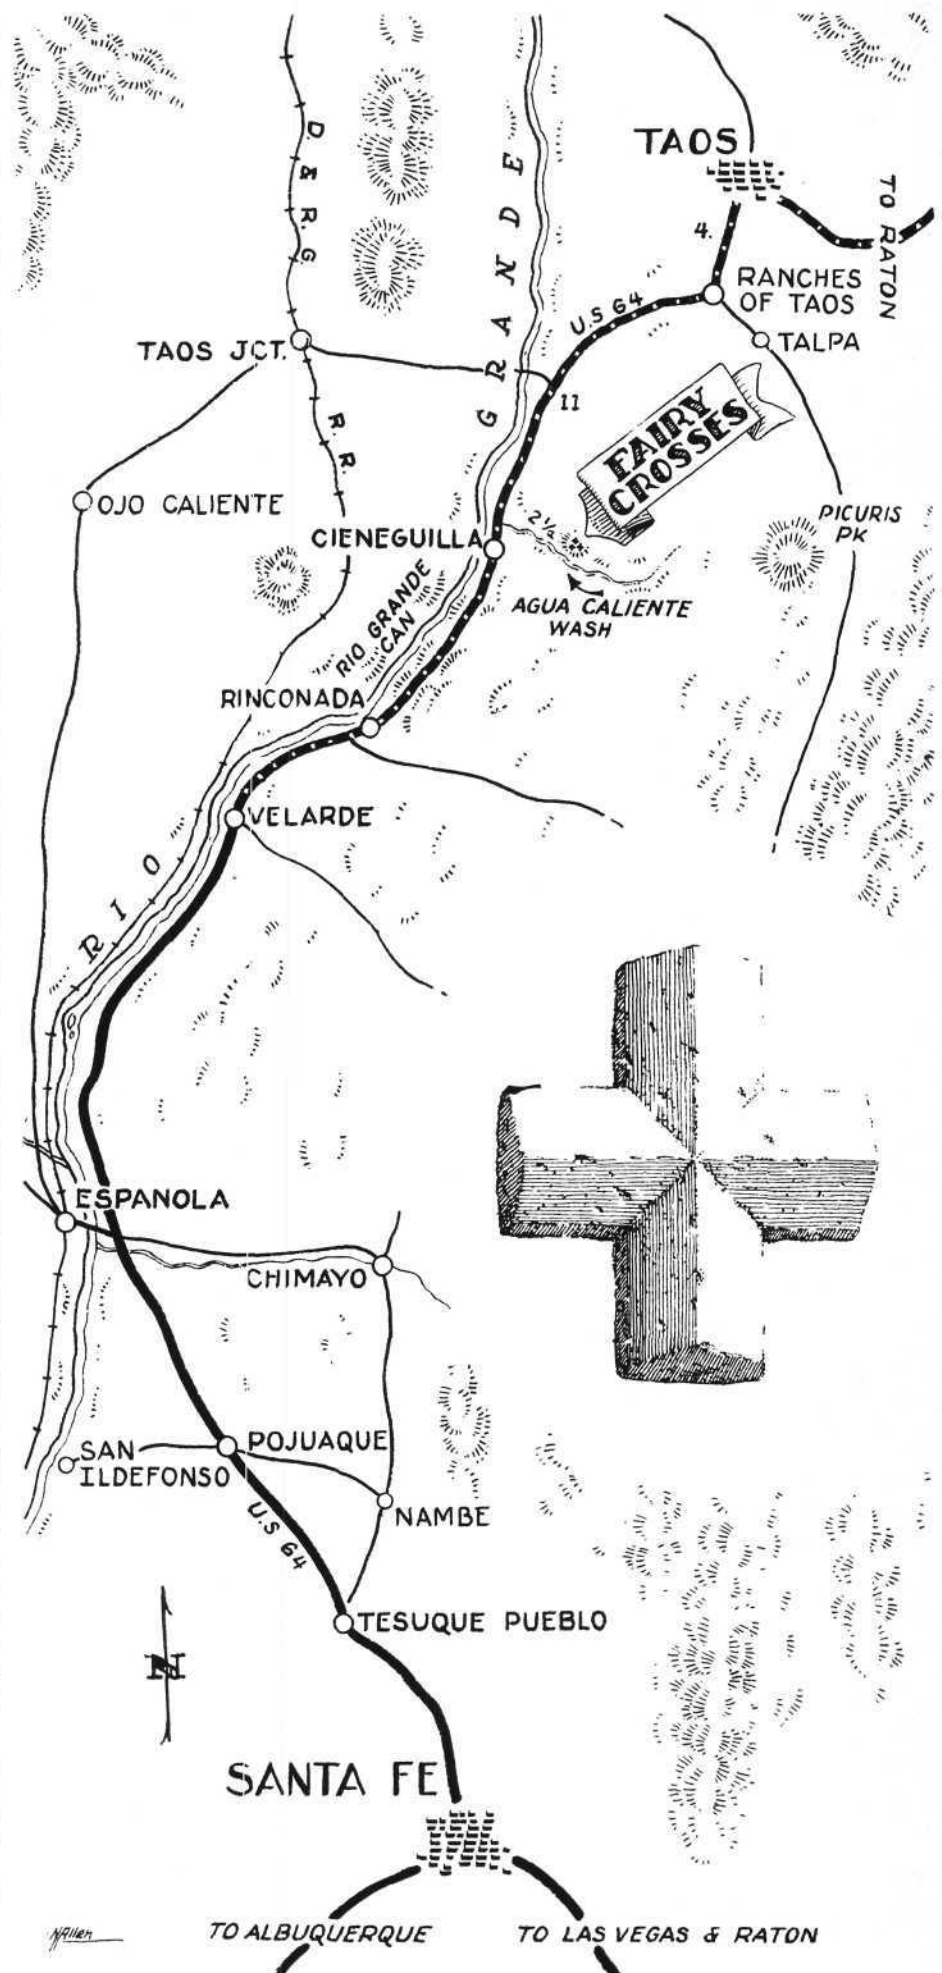 D. & R. G.
R. R.
GRANDE
RIO
TAOS
4.
TO RATON
RANCHES
OF TAOS
U.S 64
TALPA
TAOS JCT.
11
FAIRY
CROSSES
OJO CALIENTE
PICURIS
PK
CIENEGUILLA
2½
AGUA CALIENTE
WASH
RIO GRANDE
CAN
RINCONADA
VELARDE
ESPANOLA
CHIMAYO
SAN
ILDEFONSO
POJUAQUE
NAMBE
U.S 64
TESUQUE PUEBLO
N
SANTA FE
NAllen
TO ALBUQUERQUE
TO LAS VEGAS & RATON